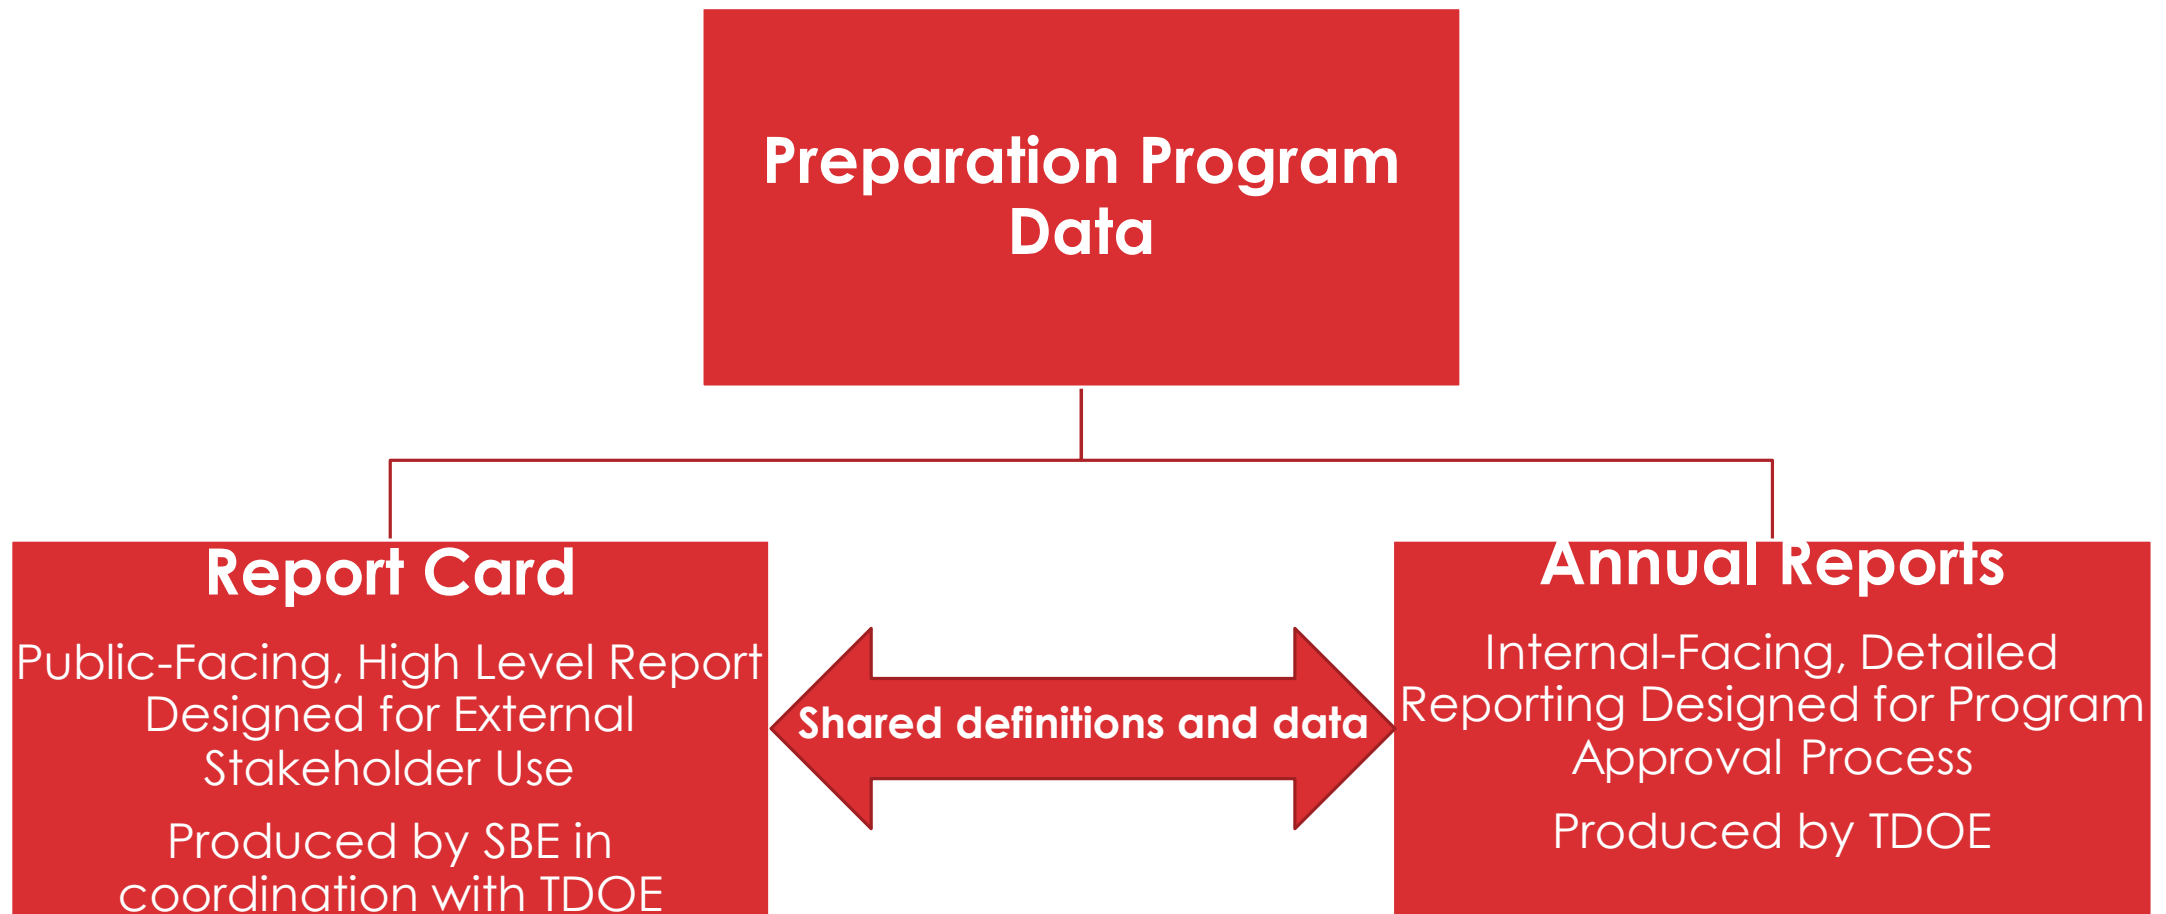 Preparation Program
Data
Report Card
Public-Facing, High Level Report
Designed for External
Stakeholder Use
Produced by SBE in
coordination with TDOE
Shared definitions and data
Annual Reports
Internal-Facing, Detailed
Reporting Designed for Program
Approval Process
Produced by TDOE